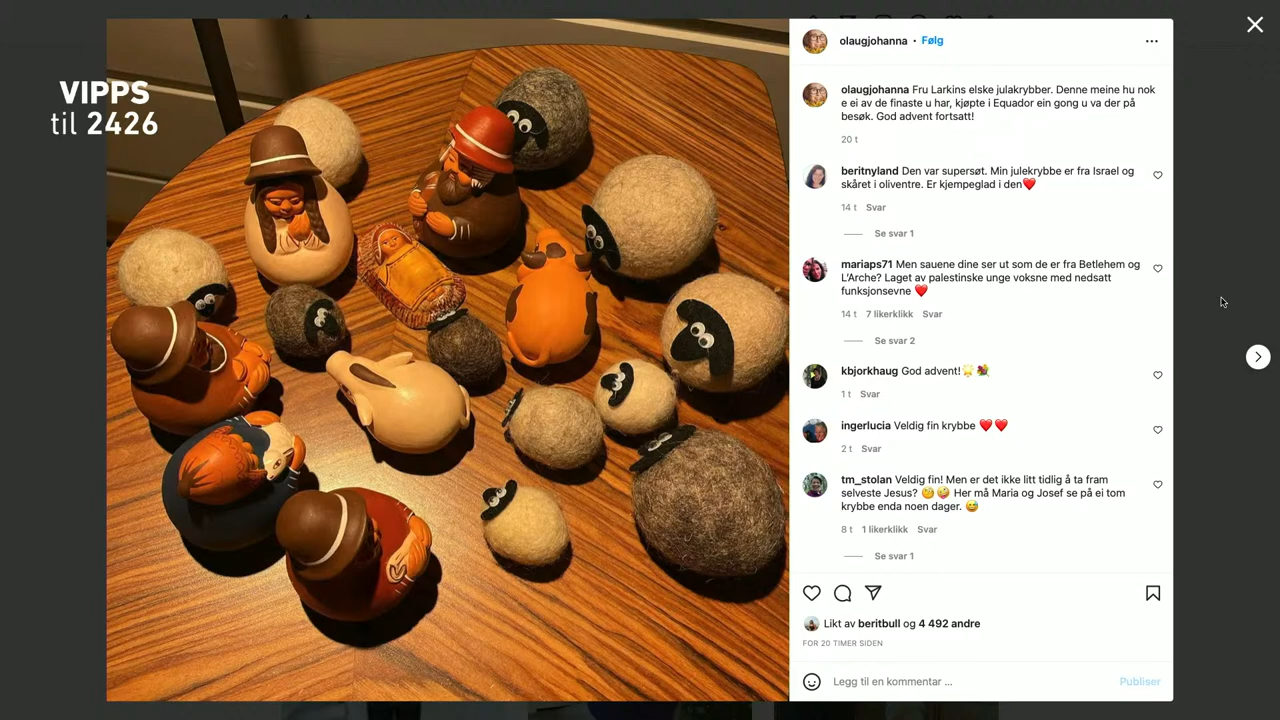 VIPPS
til 2426
olaugjohanna • Følg
olaugjohanna Fru Larkins elske julakrybber. Denne meine hu nok
e ei av de finaste u har, kjøpte i Equador ein gong u va der på
besøk. God advent fortsatt!
20 t
beritnyland Den var supersøt. Min julekrybbe er fra Israel og
skåret i oliventre. Er kjempeglad i den❤️
14 t Svar
Se svar 1
mariaps71 Men sauene dine ser ut som de er fra Betlehem og
L'Arche? Laget av palestinske unge voksne med nedsatt
funksjonsevne ❤️
14 t 7 likerklikk Svar
Se svar 2
kbjorkhaug God advent!🌟💐
1 t Svar
ingerlucia Veldig fin krybbe ❤️❤️
2 t Svar
tm_stolan Veldig fin! Men er det ikke litt tidlig å ta fram
selveste Jesus? 🧐🤪 Her må Maria og Josef se på ei tom
krybbe enda noen dager. 😅
8 t 1 likerklikk Svar
Se svar 1
Likt av beritbull og 4 492 andre
FOR 20 TIMER SIDEN
Legg til en kommentar ...
Publiser